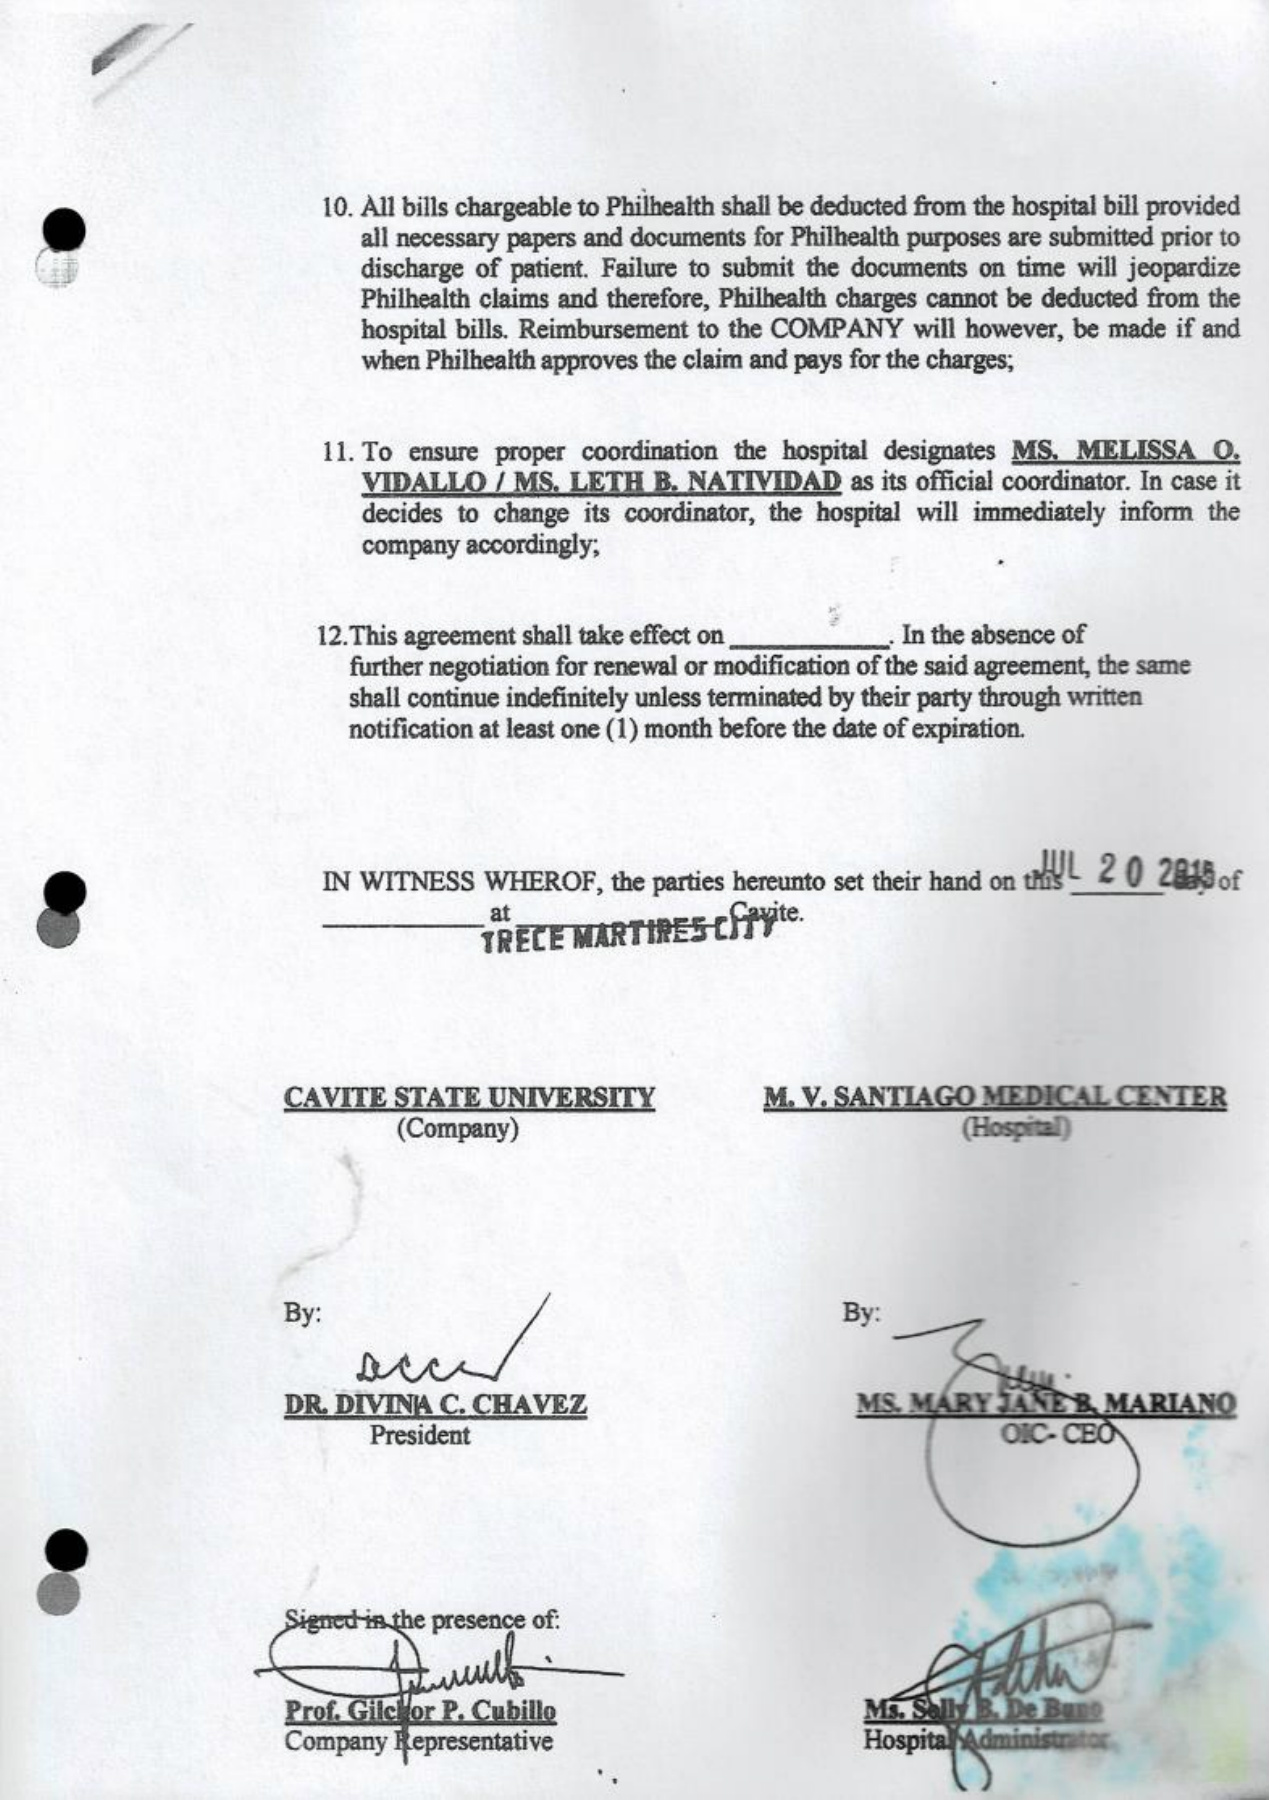 10. All bills chargeable to Philhealth shall be deducted from the hospital bill provided
all necessary papers and documents for Philhealth purposes are submitted prior to
discharge of patient. Failure to submit the documents on time will jeopardize
Philhealth claims and therefore, Philhealth charges cannot be deducted from the
hospital bills. Reimbursement to the COMPANY will however, be made if and
when Philhealth approves the claim and pays for the charges;
11. To ensure proper coordination the hospital designates MS. MELISSA O.
VIDALLO / MS. LETH B. NATIVIDAD as its official coordinator. In case it
decides to change its coordinator, the hospital will immediately inform the
company accordingly;
12.This agreement shall take effect on ____________. In the absence of
further negotiation for renewal or modification of the said agreement, the same
shall continue indefinitely unless terminated by their party through written
notification at least one (1) month before the date of expiration.
IN WITNESS WHEROF, the parties hereunto set their hand on this JUL 20 of
____________ at ____________ Cavite.
TRECE MARTIRES CITY
CAVITE STATE UNIVERSITY M. V. SANTIAGO MEDICAL CENTER
(Company) (Hospital)
By: By:
DR. DIVINA C. CHAVEZ MS. MARY JANE B. MARIANO
President OIC- CEO
Signed in the presence of:
Prof. Gilchor P. Cubillo Ms. Sally B. De Buno
Company Representative Hospital Administrator